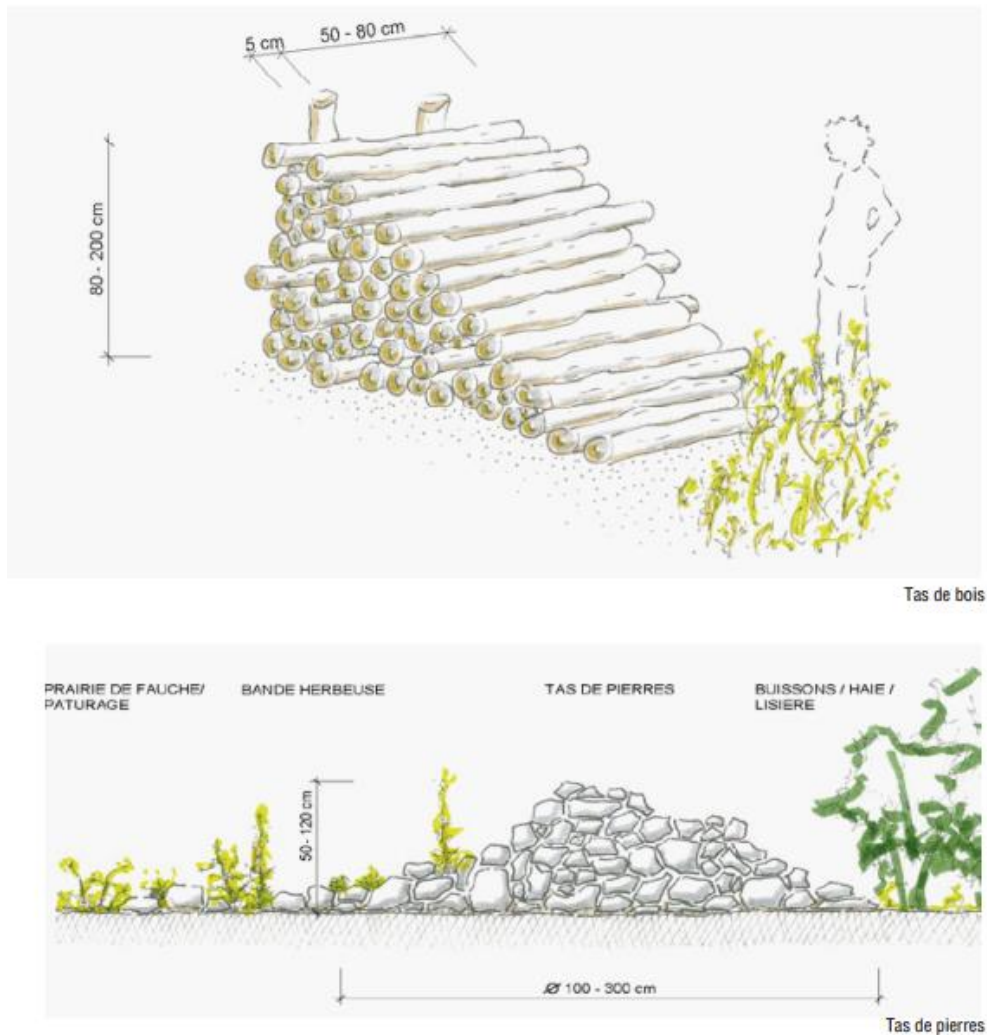 5 cm
50 - 80 cm
80 - 200 cm
Tas de bois
PRAIRIE DE FAUCHE/
PATURAGE
BANDE HERBEUSE
TAS DE PIERRES
BUISSONS / HAIE /
LISIERE
50 - 120 cm
Ø 100 - 300 cm
Tas de pierres